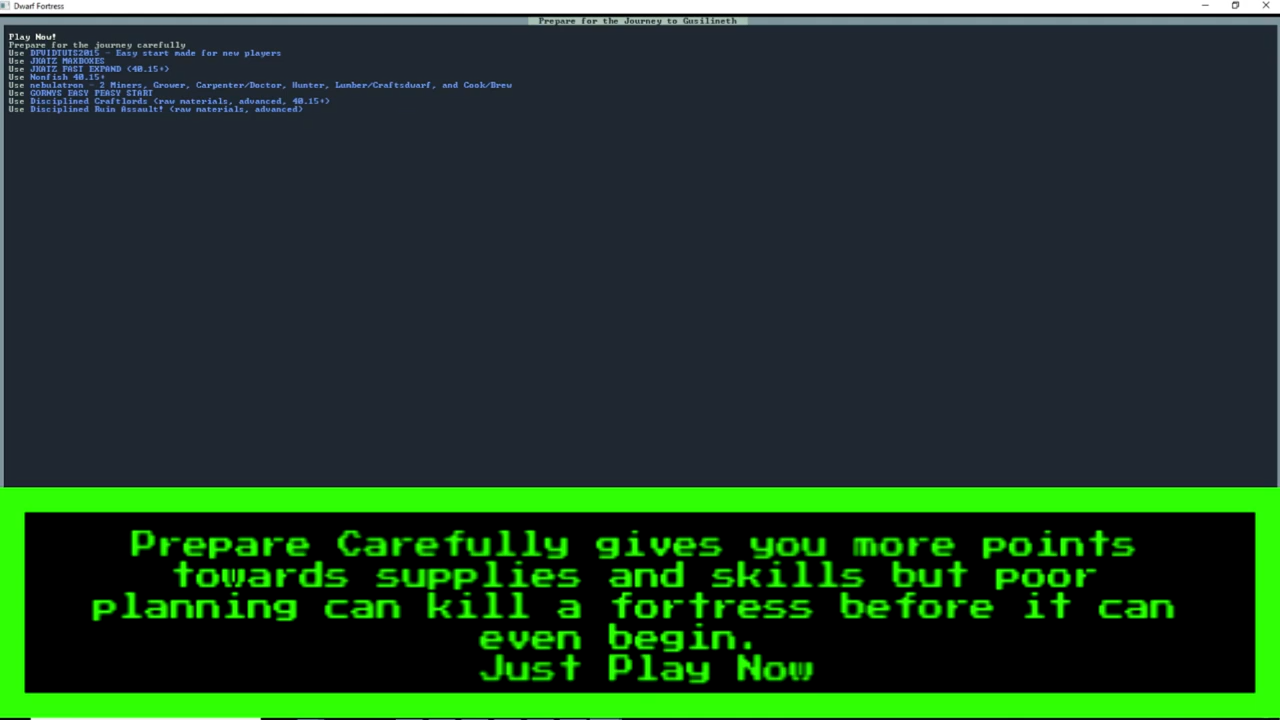 Dwarf Fortress
Prepare for the Journey to Gusilineth
Play Now!
Prepare for the journey carefully
Use DFVIDTUTS2015 - Easy start made for new players
Use JKATZ MAXBOXES
Use JKATZ FAST EXPAND (40.15+)
Use Nonfish 40.15+
Use nebulatron - 2 Miners, Grower, Carpenter/Doctor, Hunter, Lumber/Craftsdwarf, and Cook/Brew
Use GORMYS EASY PEASY START
Use Disciplined Craftlords (raw materials, advanced, 40.15+)
Use Disciplined Ruin Assault! (raw materials, advanced)
Prepare Carefully gives you more points
towards supplies and skills but poor
planning can kill a fortress before it can
even begin.
Just Play Now